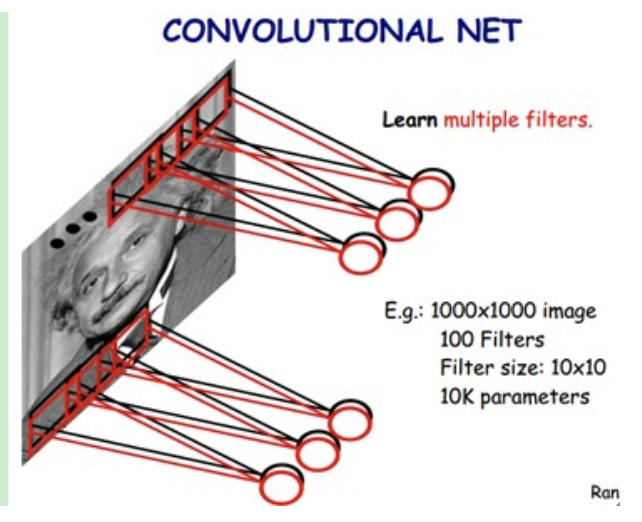 CONVOLUTIONAL NET
Learn multiple filters.
E.g.: 1000x1000 image
100 Filters
Filter size: 10x10
10K parameters
Ran